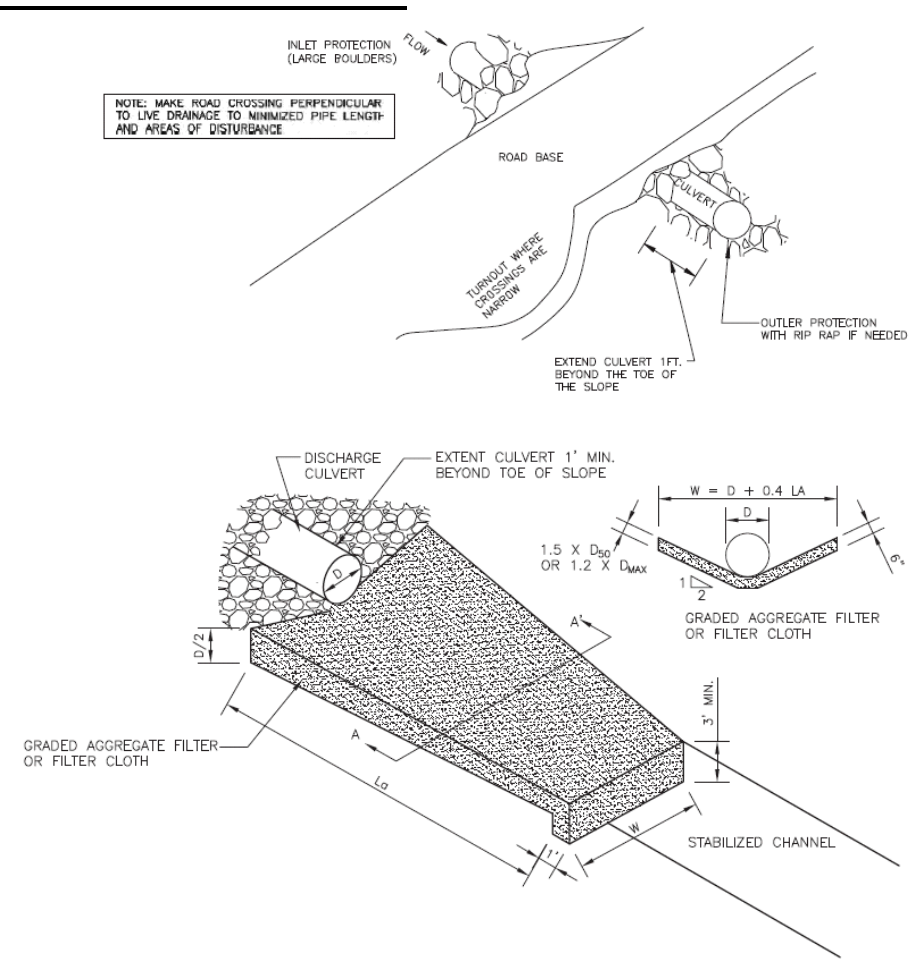 INLET PROTECTION
(LARGE BOULDERS)
FLOW
NOTE: MAKE ROAD CROSSING PERPENDICULAR
TO LIVE DRAINAGE TO MINIMIZED PIPE LENGTH
AND AREAS OF DISTURBANCE
ROAD BASE
CULVERT
TURNOUT WHERE
CROSSINGS ARE
NARROW
OUTLER PROTECTION
WITH RIP RAP IF NEEDED
EXTEND CULVERT 1FT.
BEYOND THE TOE OF
THE SLOPE
DISCHARGE
CULVERT
EXTENT CULVERT 1' MIN.
BEYOND TOE OF SLOPE
W = D + 0.4 LA
D
1.5 X D50
OR 1.2 X DMAX
6"
1
2
GRADED AGGREGATE FILTER
OR FILTER CLOTH
D
A'
D/2
3' MIN.
GRADED AGGREGATE FILTER
OR FILTER CLOTH
A
La
W
1'
STABILIZED CHANNEL